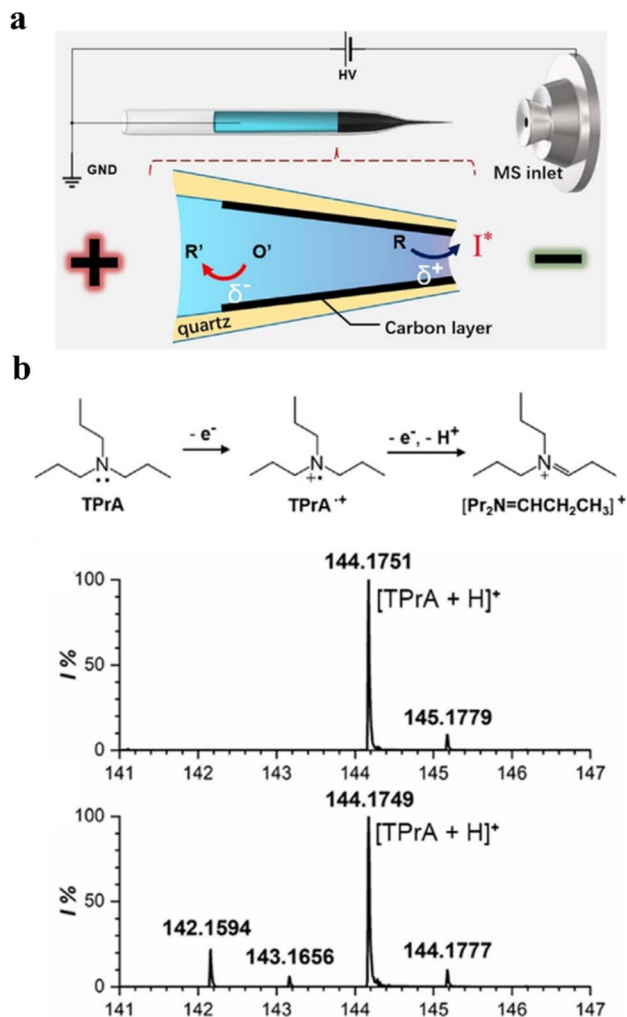 a
HV
GND
MS inlet
R' O' R I*
δ- δ+
quartz
Carbon layer
b
- e⁻ - e⁻, - H⁺
N N N
•• +• +
TPrA TPrA•+ [Pr₂N=CHCH₂CH₃]⁺
144.1751
100
[TPrA + H]⁺
I %
50
145.1779
0
141 142 143 144 145 146 147
144.1749
100
[TPrA + H]⁺
I %
50
142.1594
143.1656
144.1777
0
141 142 143 144 145 146 147